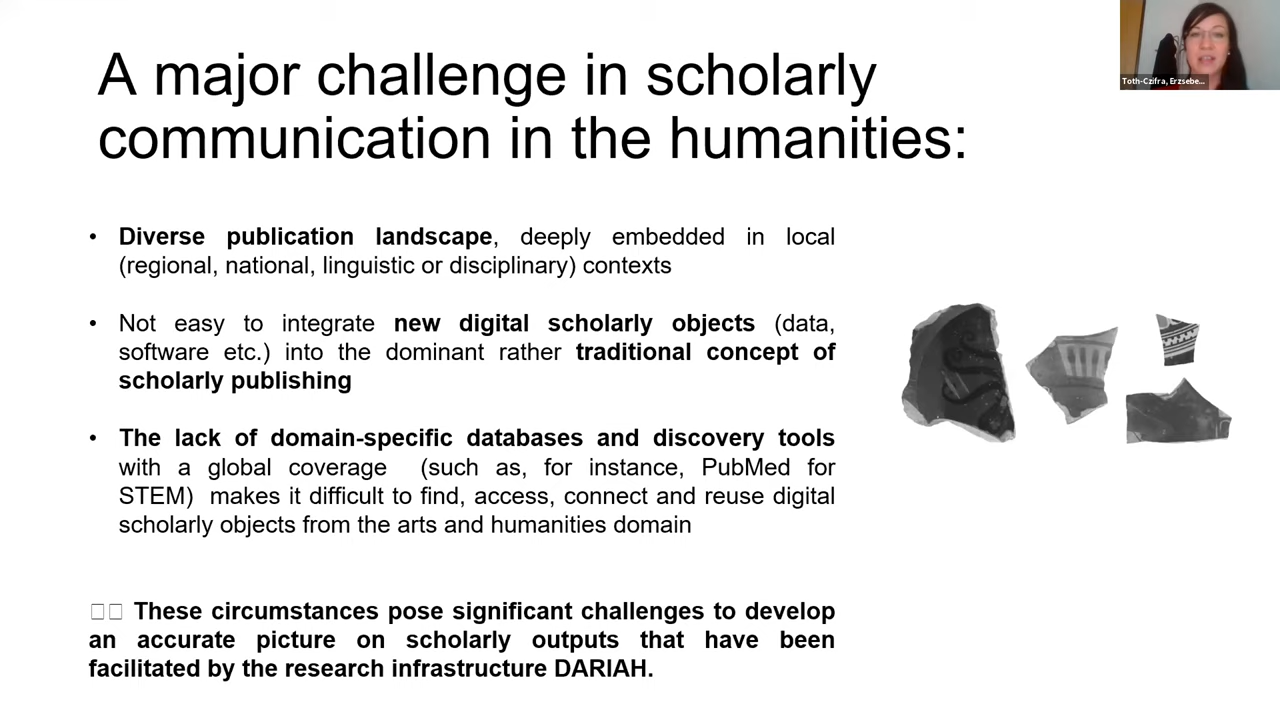 A major challenge in scholarly
communication in the humanities:
• Diverse publication landscape, deeply embedded in local
(regional, national, linguistic or disciplinary) contexts
• Not easy to integrate new digital scholarly objects (data,
software etc.) into the dominant rather traditional concept of
scholarly publishing
• The lack of domain-specific databases and discovery tools
with a global coverage (such as, for instance, PubMed for
STEM) makes it difficult to find, access, connect and reuse digital
scholarly objects from the arts and humanities domain
□□ These circumstances pose significant challenges to develop
an accurate picture on scholarly outputs that have been
facilitated by the research infrastructure DARIAH.
Toth-Czifra, Erzsebe...